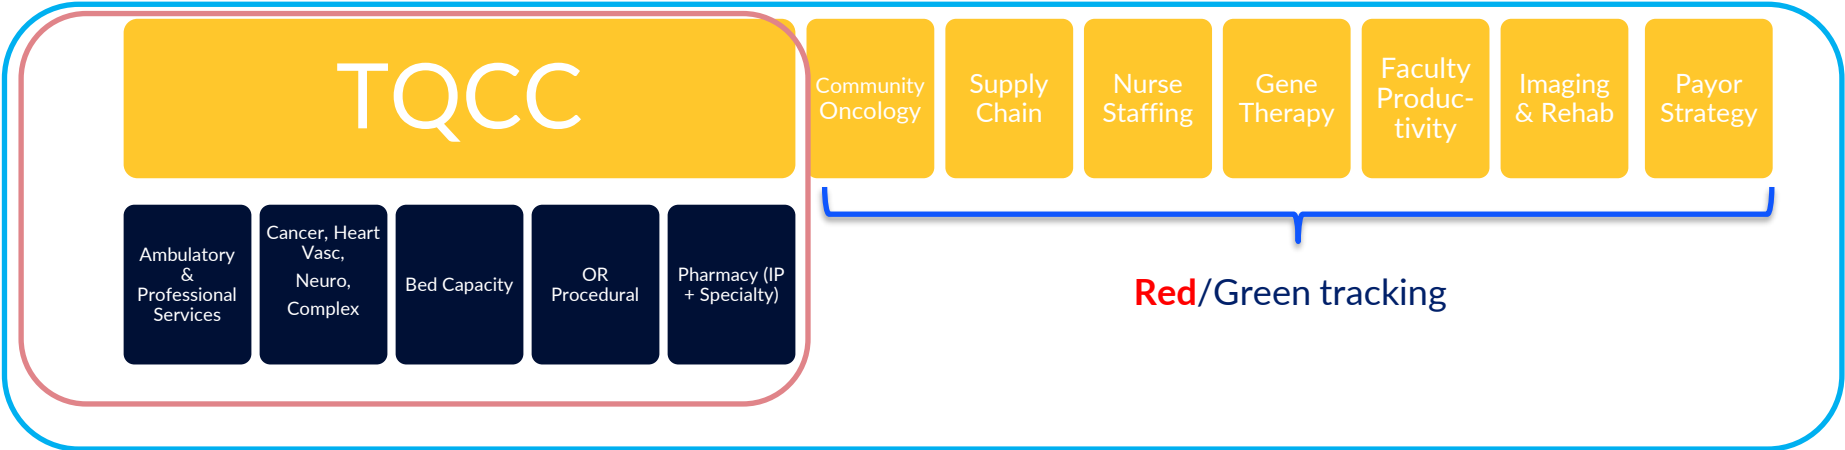 TQCC
Community
Oncology
Supply
Chain
Nurse
Staffing
Gene
Therapy
Faculty
Produc-
tivity
Imaging
& Rehab
Payor
Strategy
Ambulatory
&
Professional
Services
Cancer, Heart
Vasc,
Neuro,
Complex
Bed Capacity
OR
Procedural
Pharmacy (IP
+ Specialty)
Red/Green tracking